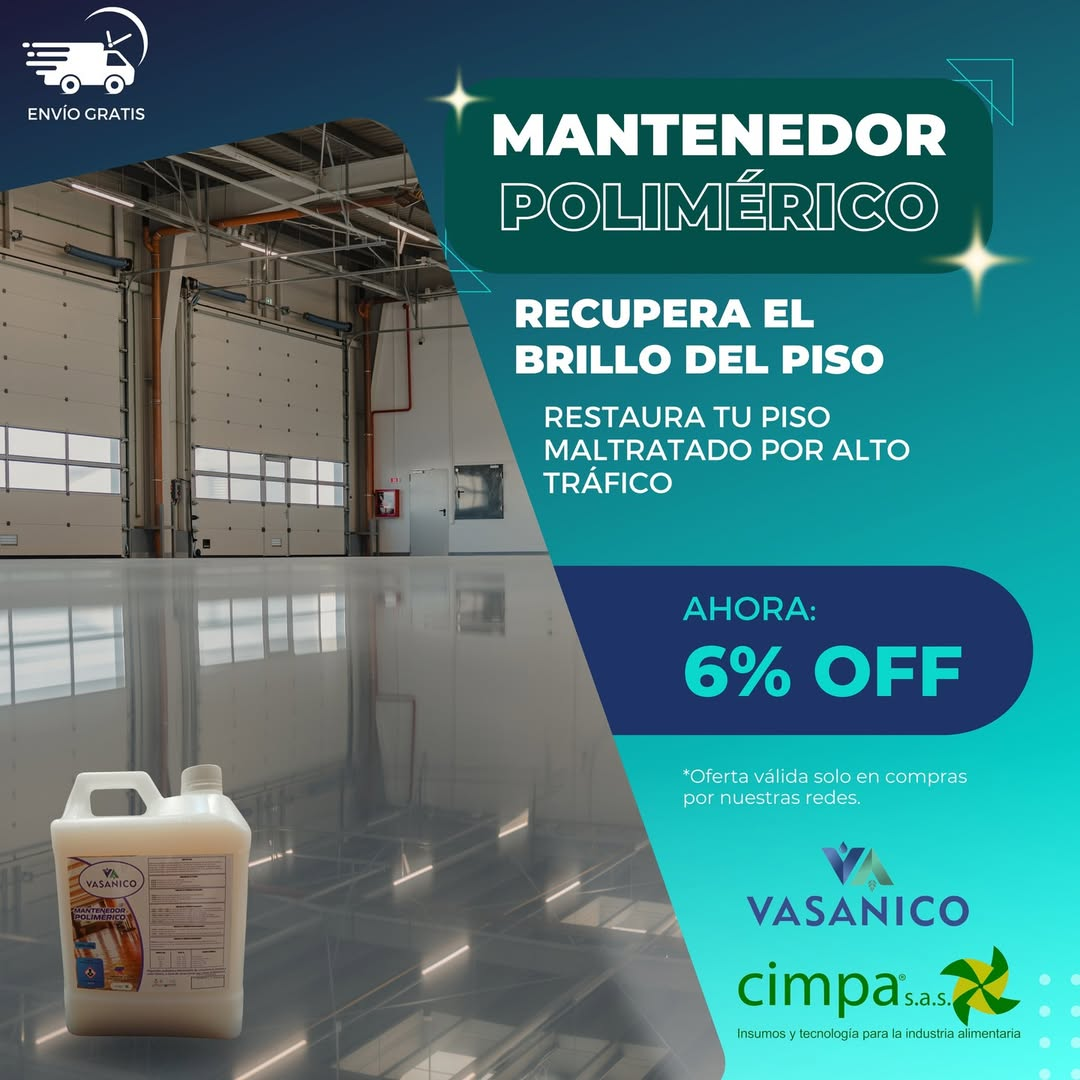 ENVÍO GRATIS
MANTENEDOR
POLIMÉRICO
RECUPERA EL
BRILLO DEL PISO
RESTAURA TU PISO
MALTRATADO POR ALTO
TRÁFICO
AHORA:
6% OFF
*Oferta válida solo en compras
por nuestras redes.
VASANICO
cimpa® s.a.s.
Insumos y tecnología para la industria alimentaria
VASANICO
MANTENEDOR
POLIMÉRICO